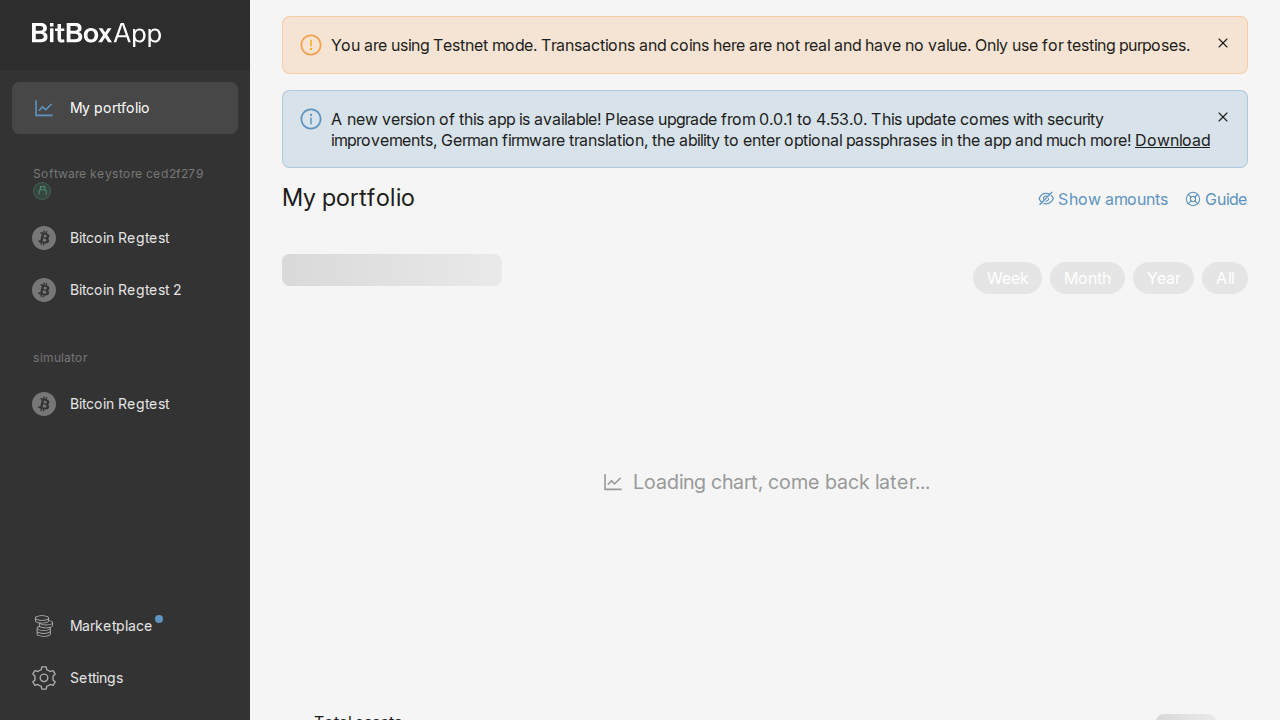 BitBoxApp
My portfolio
Software keystore ced2f279
Bitcoin Regtest
Bitcoin Regtest 2
simulator
Bitcoin Regtest
Marketplace
Settings
You are using Testnet mode. Transactions and coins here are not real and have no value. Only use for testing purposes.
A new version of this app is available! Please upgrade from 0.0.1 to 4.53.0. This update comes with security
improvements, German firmware translation, the ability to enter optional passphrases in the app and much more! Download
My portfolio
Show amounts
Guide
Week
Month
Year
All
Loading chart, come back later...
Total assets